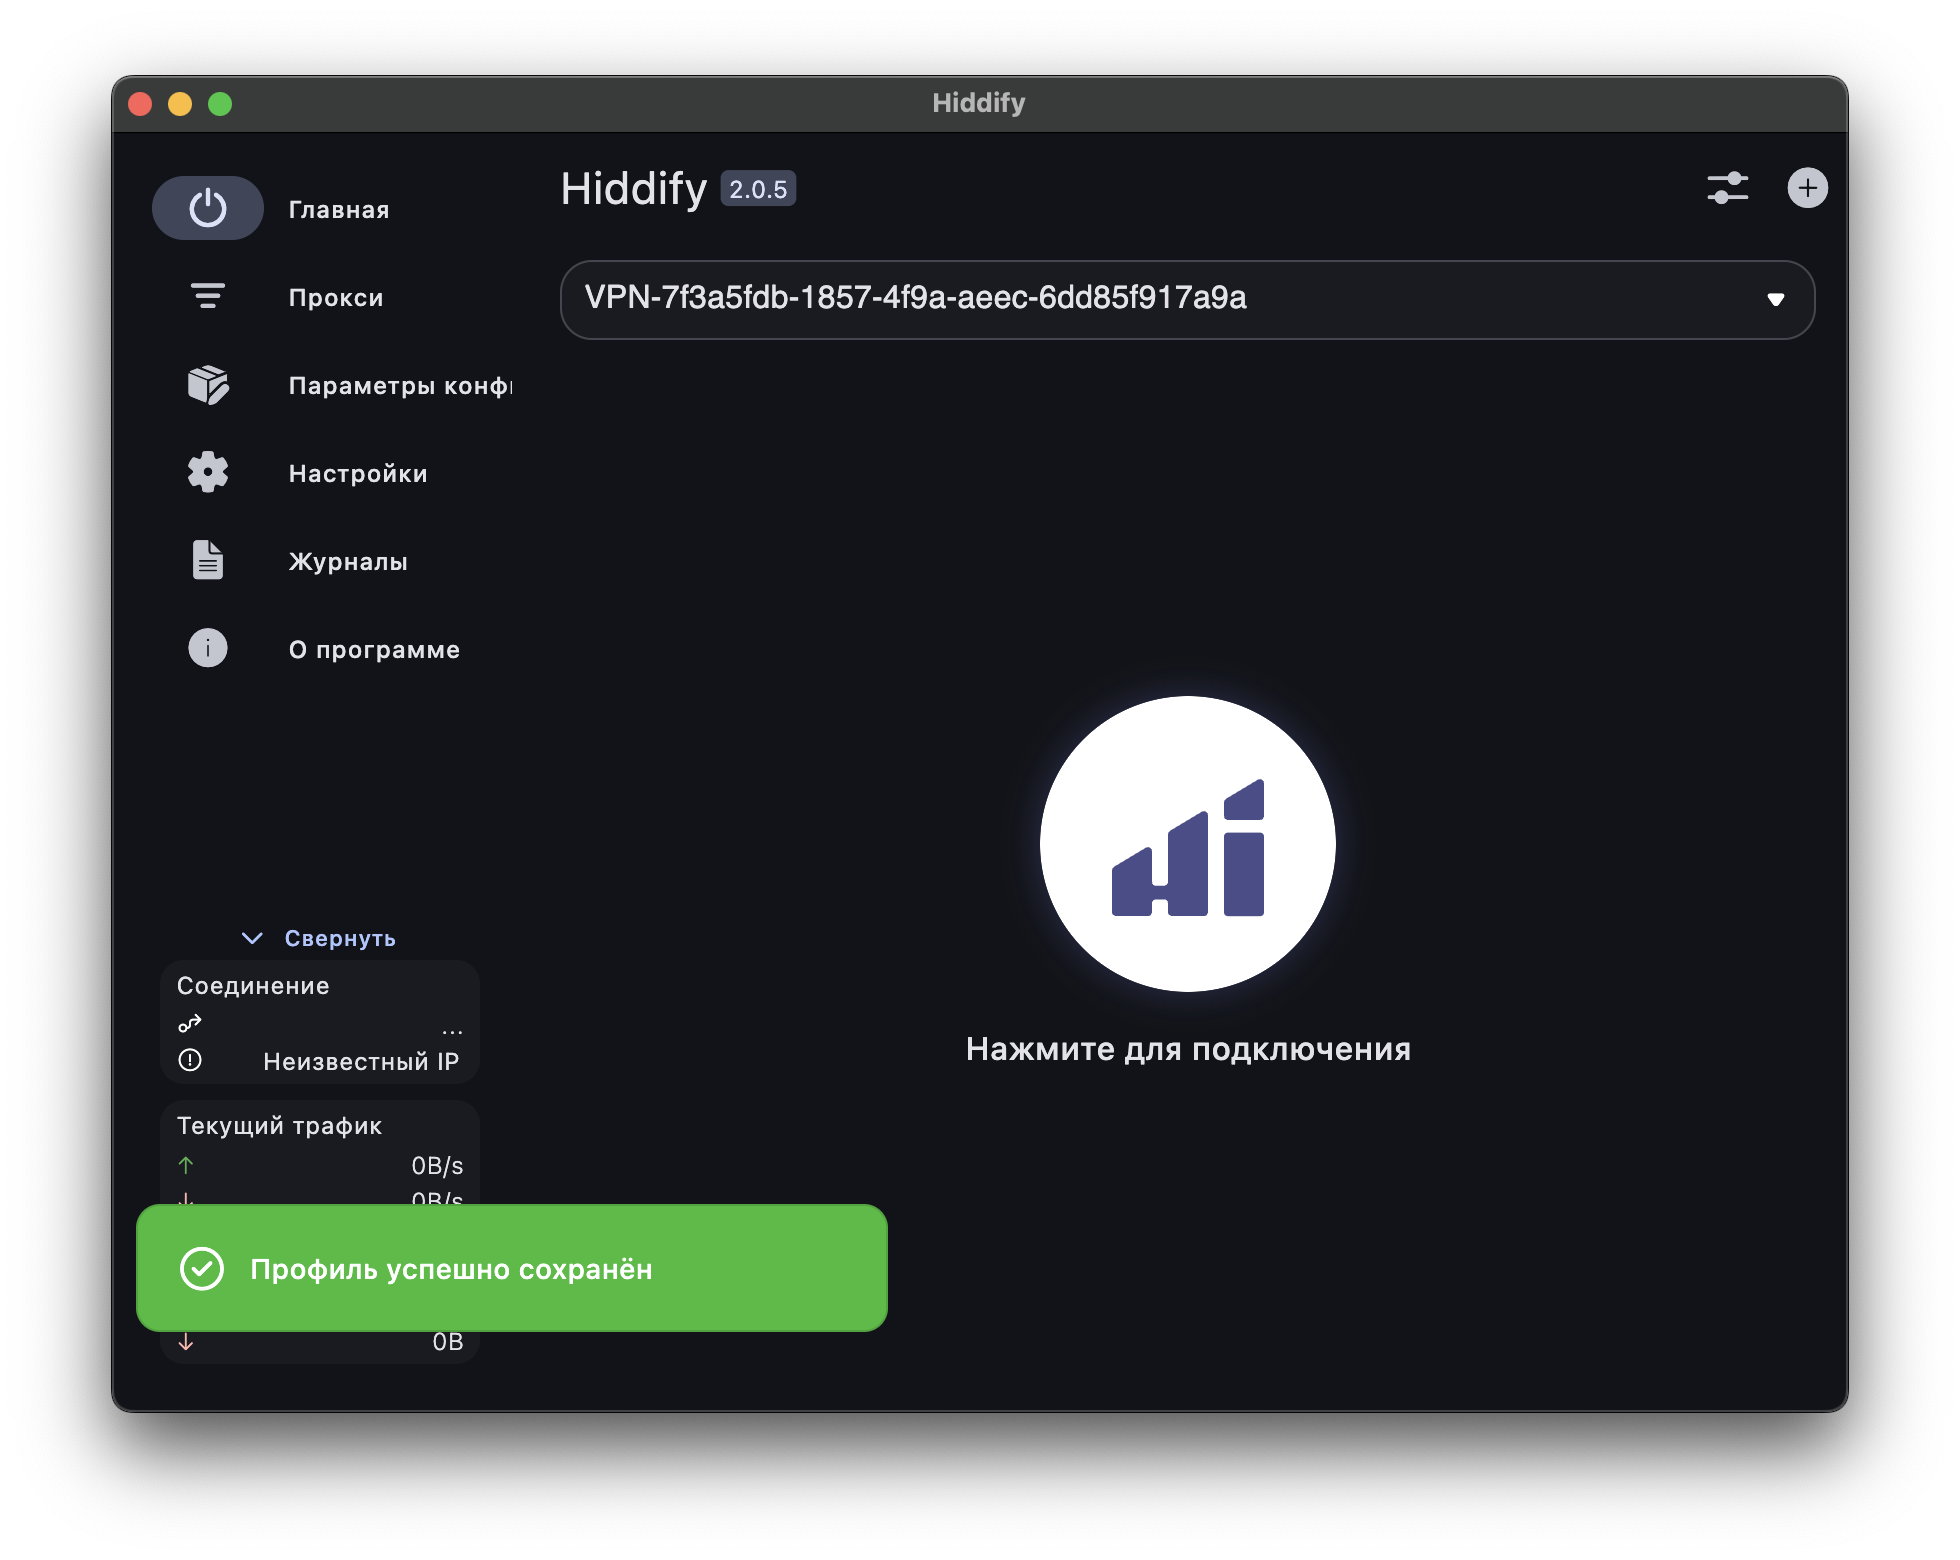 Hiddify
Главная
Прокси
Параметры конф
Настройки
Журналы
О программе
Hiddify 2.0.5
VPN-7f3a5fdb-1857-4f9a-aeec-6dd85f917a9a
Нажмите для подключения
Свернуть
Соединение
...
Неизвестный IP
Текущий трафик
0B/s
0B/s
Профиль успешно сохранён
0B